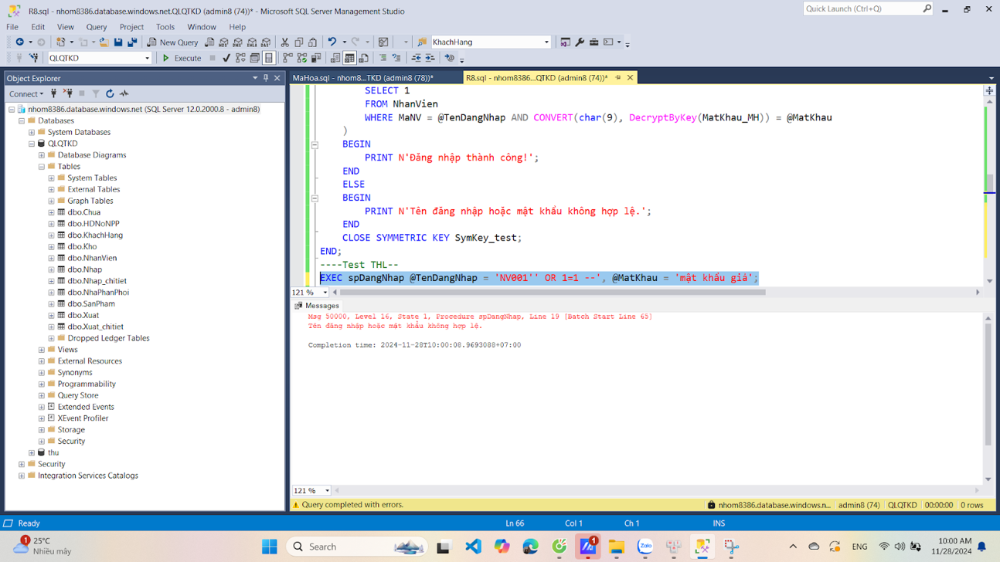 R8.sql - nhom8386.database.windows.net.QLQTKD (admin8 (74))* - Microsoft SQL Server Management Studio
Quick Launch (Ctrl+Q)
File Edit View Query Project Tools Window Help
New Query
MDX DMX XMLA DAX
KhachHang
QLQTKD
Execute
Object Explorer
Connect
nhom8386.database.windows.net (SQL Server 12.0.2000.8 - admin8)
Databases
System Databases
QLQTKD
Database Diagrams
Tables
System Tables
External Tables
Graph Tables
dbo.Chua
dbo.HDNoNPP
dbo.KhachHang
dbo.Kho
dbo.NhanVien
dbo.Nhap
dbo.Nhap_chitiet
dbo.NhaPhanPhoi
dbo.SanPham
dbo.Xuat
dbo.Xuat_chitiet
Dropped Ledger Tables
Views
External Resources
Synonyms
Programmability
Query Store
Extended Events
XEvent Profiler
Storage
Security
thu
Security
Integration Services Catalogs
MaHoa.sql - nhom8...TKD (admin8 (78))*
R8.sql - nhom8386...QTKD (admin8 (74))*
SELECT 1
FROM NhanVien
WHERE MaNV = @TenDangNhap AND CONVERT(char(9), DecryptByKey(MatKhau_MH)) = @MatKhau
)
BEGIN
PRINT N'Đăng nhập thành công!';
END
ELSE
BEGIN
PRINT N'Tên đăng nhập hoặc mật khẩu không hợp lệ.';
END
CLOSE SYMMETRIC KEY SymKey_test;
END;
----Test THL--
EXEC spDangNhap @TenDangNhap = 'NV001'' OR 1=1 --', @MatKhau = 'mật khẩu giả';
121 %
Messages
Msg 50000, Level 16, State 1, Procedure spDangNhap, Line 19 [Batch Start Line 65]
Tên đăng nhập hoặc mật khẩu không hợp lệ.
Completion time: 2024-11-28T10:00:08.9693088+07:00
121 %
Query completed with errors.
nhom8386.database.windows.n... admin8 (74) QLQTKD 00:00:00 0 rows
Ready
Ln 66 Col 1 Ch 1 INS
1
25°C
Nhiều mây
Search
Zalo
1
ENG
10:00 AM
11/28/2024